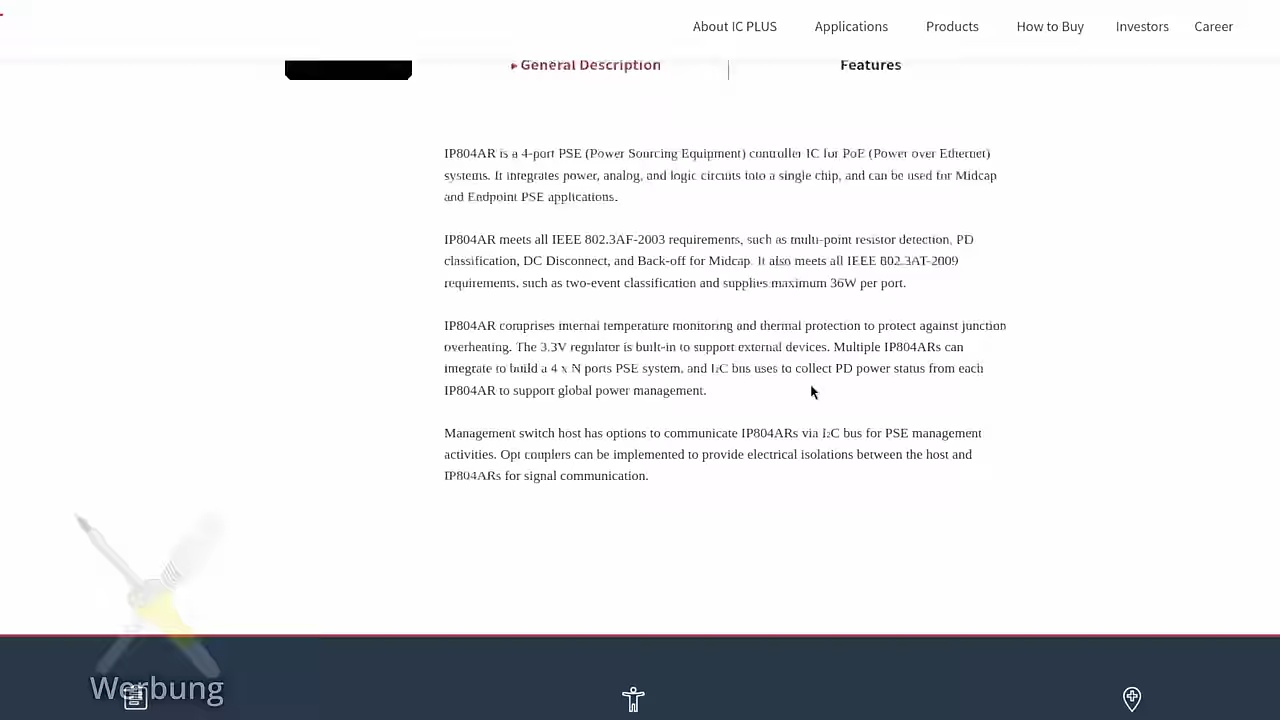 About IC PLUS Applications Products How to Buy Investors Career
General Description Features
IP804AR is a 4-port PSE (Power Sourcing Equipment) controller IC for PoE (Power over Ethernet)
systems. It integrates power, analog, and logic circuits into a single chip, and can be used for Midcap
and Endpoint PSE applications.
IP804AR meets all IEEE 802.3AF-2003 requirements, such as multi-point resistor detection, PD
classification, DC Disconnect, and Back-off for Midcap. It also meets all IEEE 802.3AT-2009
requirements, such as two-event classification and supplies maximum 36W per port.
IP804AR comprises internal temperature monitoring and thermal protection to protect against junction
overheating. The 3.3V regulator is built-in to support external devices. Multiple IP804ARs can
integrate to build a 4 x N ports PSE system, and I2C bus uses to collect PD power status from each
IP804AR to support global power management.
Management switch host has options to communicate IP804ARs via I2C bus for PSE management
activities. Opt couplers can be implemented to provide electrical isolations between the host and
IP804ARs for signal communication.
Werbung